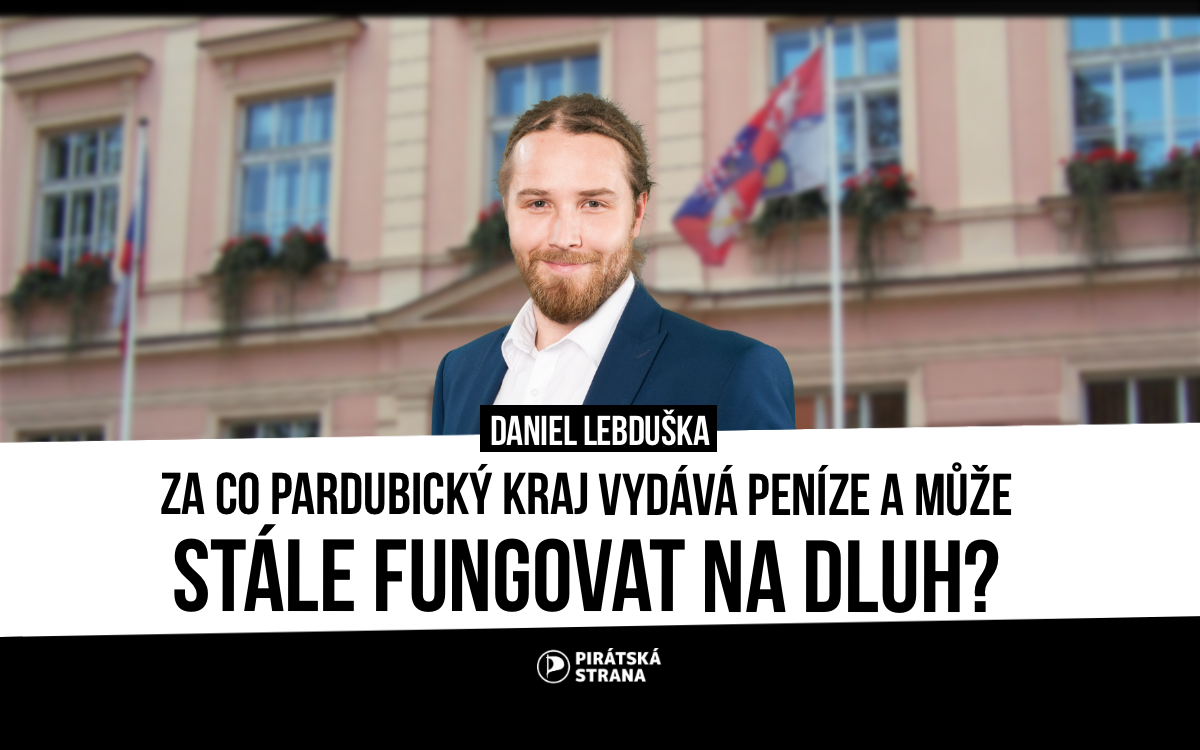 DANIEL LEBDUŠKA
ZA CO PARDUBICKÝ KRAJ VYDÁVÁ PENÍZE A MŮŽE
STÁLE FUNGOVAT NA DLUH?
PIRÁTSKÁ
STRANA